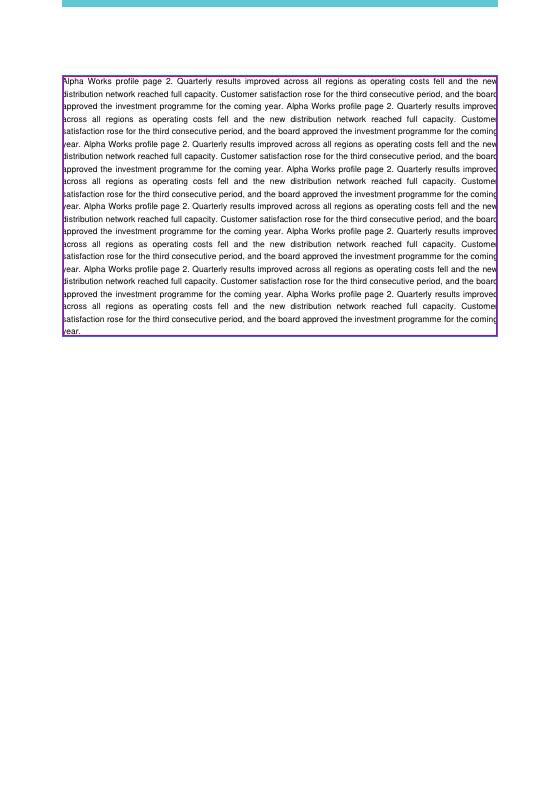 Alpha Works profile page 2. Quarterly results improved across all regions as operating costs fell and the new
distribution network reached full capacity. Customer satisfaction rose for the third consecutive period, and the board
approved the investment programme for the coming year. Alpha Works profile page 2. Quarterly results improved
across all regions as operating costs fell and the new distribution network reached full capacity. Customer
satisfaction rose for the third consecutive period, and the board approved the investment programme for the coming
year. Alpha Works profile page 2. Quarterly results improved across all regions as operating costs fell and the new
distribution network reached full capacity. Customer satisfaction rose for the third consecutive period, and the board
approved the investment programme for the coming year. Alpha Works profile page 2. Quarterly results improved
across all regions as operating costs fell and the new distribution network reached full capacity. Customer
satisfaction rose for the third consecutive period, and the board approved the investment programme for the coming
year. Alpha Works profile page 2. Quarterly results improved across all regions as operating costs fell and the new
distribution network reached full capacity. Customer satisfaction rose for the third consecutive period, and the board
approved the investment programme for the coming year. Alpha Works profile page 2. Quarterly results improved
across all regions as operating costs fell and the new distribution network reached full capacity. Customer
satisfaction rose for the third consecutive period, and the board approved the investment programme for the coming
year. Alpha Works profile page 2. Quarterly results improved across all regions as operating costs fell and the new
distribution network reached full capacity. Customer satisfaction rose for the third consecutive period, and the board
approved the investment programme for the coming year. Alpha Works profile page 2. Quarterly results improved
across all regions as operating costs fell and the new distribution network reached full capacity. Customer
satisfaction rose for the third consecutive period, and the board approved the investment programme for the coming
year.